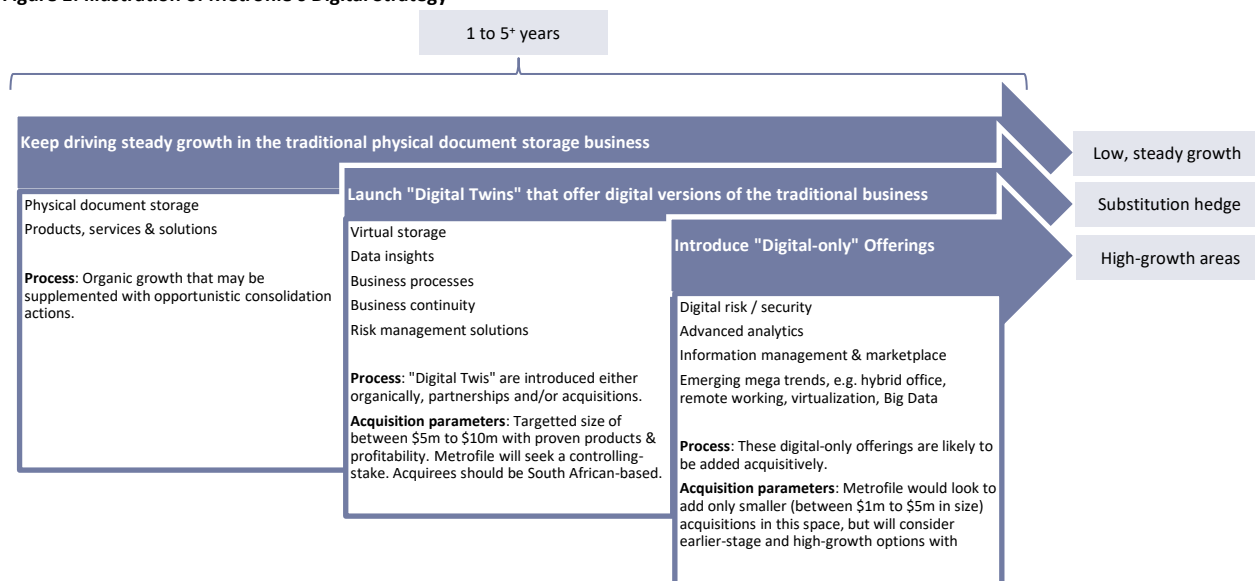 1 to 5⁺ years
Keep driving steady growth in the traditional physical document storage business
Low, steady growth
Physical document storage
Products, services & solutions
Process: Organic growth that may be
supplemented with opportunistic consolidation
actions.
Launch "Digital Twins" that offer digital versions of the traditional business
Substitution hedge
Virtual storage
Data insights
Business processes
Business continuity
Risk management solutions
Process: "Digital Twis" are introduced either
organically, partnerships and/or acquisitions.
Acquisition parameters: Targetted size of
between $5m to $10m with proven products &
profitability. Metrofile will seek a controlling-
stake. Acquirees should be South African-based.
Introduce "Digital-only" Offerings
High-growth areas
Digital risk / security
Advanced analytics
Information management & marketplace
Emerging mega trends, e.g. hybrid office,
remote working, virtualization, Big Data
Process: These digital-only offerings are likely to
be added acquisitively.
Acquisition parameters: Metrofile would look to
add only smaller (between $1m to $5m in size)
acquisitions in this space, but will consider
earlier-stage and high-growth options with